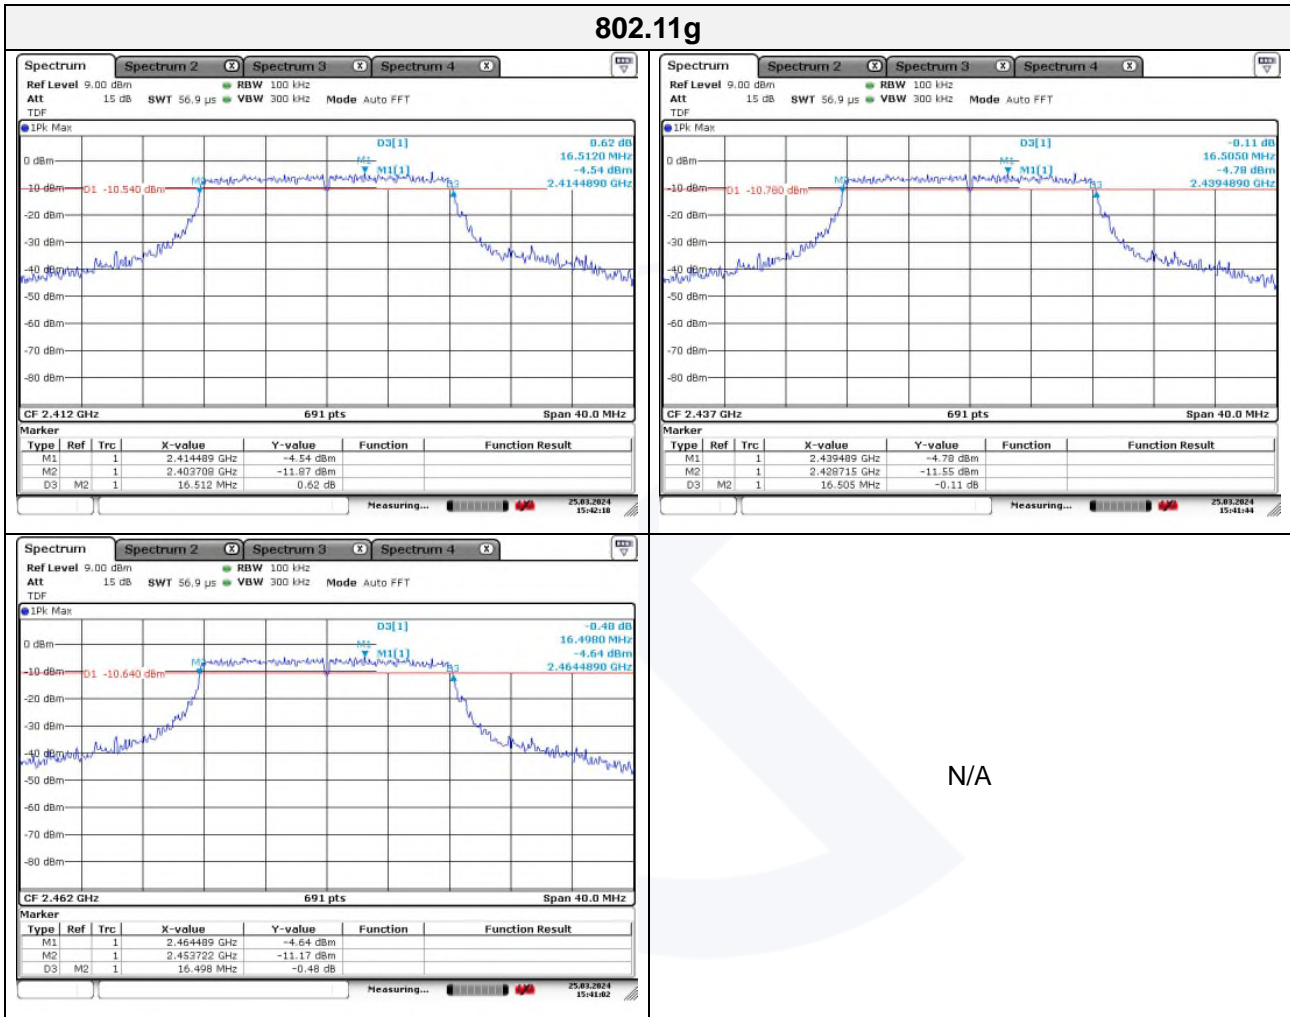 802.11g
Spectrum Spectrum 2 X Spectrum 3 X Spectrum 4 X
Ref Level 9.00 dBm RBW 100 kHz
Att 15 dB SWT 56.9 µs VBW 300 kHz Mode Auto FFT
TDF
1Pk Max
D3[1] 0.62 dB
16.5120 MHz
M1[1] -4.54 dBm
2.4144890 GHz
0 dBm
-10 dBm
D1 -10.540 dBm
-20 dBm
-30 dBm
-40 dBm
-50 dBm
-60 dBm
-70 dBm
-80 dBm
M1
M2
D3
CF 2.412 GHz 691 pts Span 40.0 MHz
Marker
Type Ref Trc X-value Y-value Function Function Result
M1 1 2.414489 GHz -4.54 dBm
M2 1 2.403708 GHz -11.87 dBm
D3 M2 1 16.512 MHz 0.62 dB
Measuring... 25.03.2024
15:42:18
Spectrum Spectrum 2 X Spectrum 3 X Spectrum 4 X
Ref Level 9.00 dBm RBW 100 kHz
Att 15 dB SWT 56.9 µs VBW 300 kHz Mode Auto FFT
TDF
1Pk Max
D3[1] -0.11 dB
16.5050 MHz
M1[1] -4.78 dBm
2.4394890 GHz
0 dBm
-10 dBm
D1 -10.780 dBm
-20 dBm
-30 dBm
-40 dBm
-50 dBm
-60 dBm
-70 dBm
-80 dBm
M1
M2
D3
CF 2.437 GHz 691 pts Span 40.0 MHz
Marker
Type Ref Trc X-value Y-value Function Function Result
M1 1 2.439489 GHz -4.78 dBm
M2 1 2.428715 GHz -11.55 dBm
D3 M2 1 16.505 MHz -0.11 dB
Measuring... 25.03.2024
15:41:44
Spectrum Spectrum 2 X Spectrum 3 X Spectrum 4 X
Ref Level 9.00 dBm RBW 100 kHz
Att 15 dB SWT 56.9 µs VBW 300 kHz Mode Auto FFT
TDF
1Pk Max
D3[1] -0.48 dB
16.4980 MHz
M1[1] -4.64 dBm
2.4644890 GHz
0 dBm
-10 dBm
D1 -10.640 dBm
-20 dBm
-30 dBm
-40 dBm
-50 dBm
-60 dBm
-70 dBm
-80 dBm
M1
M2
D3
CF 2.462 GHz 691 pts Span 40.0 MHz
Marker
Type Ref Trc X-value Y-value Function Function Result
M1 1 2.464489 GHz -4.64 dBm
M2 1 2.453722 GHz -11.17 dBm
D3 M2 1 16.498 MHz -0.48 dB
Measuring... 25.03.2024
15:41:02
N/A